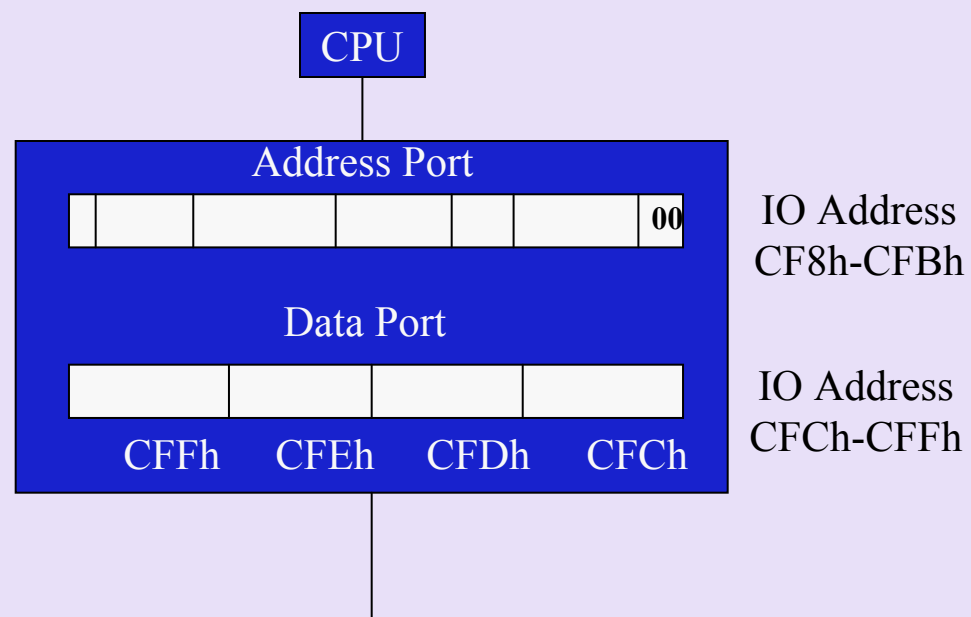 CPU
Address Port
00
IO Address
CF8h-CFBh
Data Port
IO Address
CFCh-CFFh
CFFh CFEh CFDh CFCh